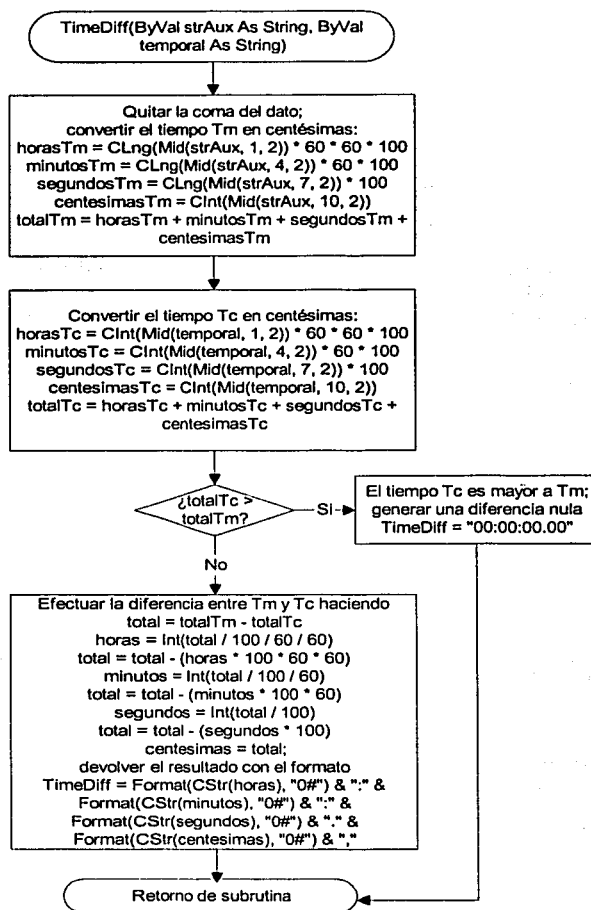 TimeDiff(ByVal strAux As String, ByVal
temporal As String)
Quitar la coma del dato;
convertir el tiempo Tm en centésimas:
horasTm = CLng(Mid(strAux, 1, 2)) * 60 * 60 * 100
minutosTm = CLng(Mid(strAux, 4, 2)) * 60 * 100
segundosTm = CLng(Mid(strAux, 7, 2)) * 100
centesimasTm = CInt(Mid(strAux, 10, 2))
totalTm = horasTm + minutosTm + segundosTm +
centesimasTm
Convertir el tiempo Tc en centésimas:
horasTc = CInt(Mid(temporal, 1, 2)) * 60 * 60 * 100
minutosTc = CInt(Mid(temporal, 4, 2)) * 60 * 100
segundosTc = CInt(Mid(temporal, 7, 2)) * 100
centesimasTc = CInt(Mid(temporal, 10, 2))
totalTc = horasTc + minutosTc + segundosTc +
centesimasTc
¿totalTc >
totalTm?
Si
El tiempo Tc es mayor a Tm;
generar una diferencia nula
TimeDiff = "00:00:00.00"
No
Efectuar la diferencia entre Tm y Tc haciendo
total = totalTm - totalTc
horas = Int(total / 100 / 60 / 60)
total = total - (horas * 100 * 60 * 60)
minutos = Int(total / 100 / 60)
total = total - (minutos * 100 * 60)
segundos = Int(total / 100)
total = total - (segundos * 100)
centesimas = total;
devolver el resultado con el formato
TimeDiff = Format(CStr(horas), "0#") & ":" &
Format(CStr(minutos), "0#") & ":" &
Format(CStr(segundos), "0#") & "." &
Format(CStr(centesimas), "0#") & ","
Retorno de subrutina